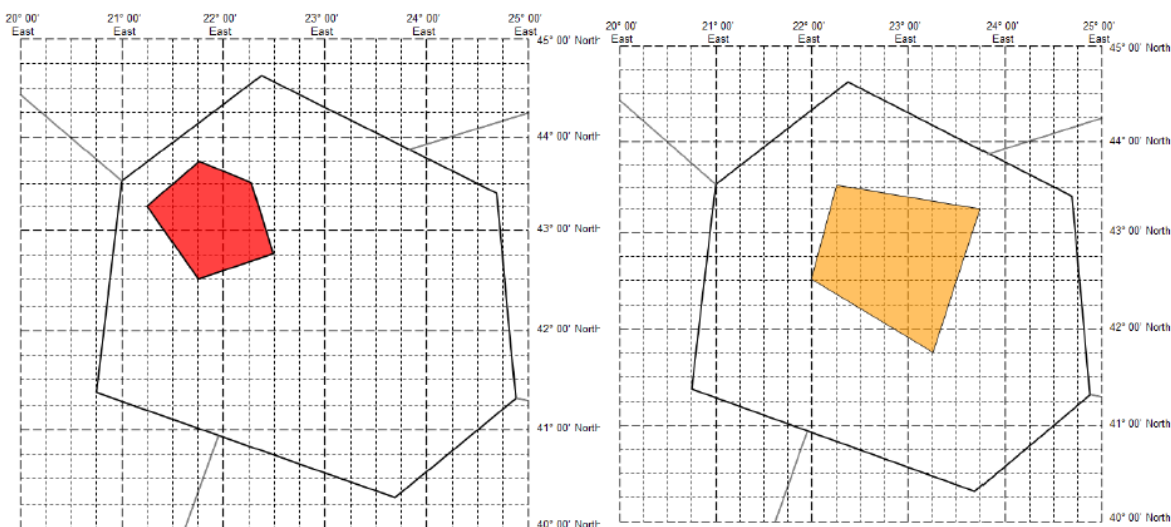 20° 00' East
21° 00' East
22° 00' East
23° 00' East
24° 00' East
25° 00' East
45° 00' North
44° 00' North
43° 00' North
42° 00' North
41° 00' North
40° 00' North
20° 00' East
21° 00' East
22° 00' East
23° 00' East
24° 00' East
25° 00' East
45° 00' North
44° 00' North
43° 00' North
42° 00' North
41° 00' North
40° 00' North